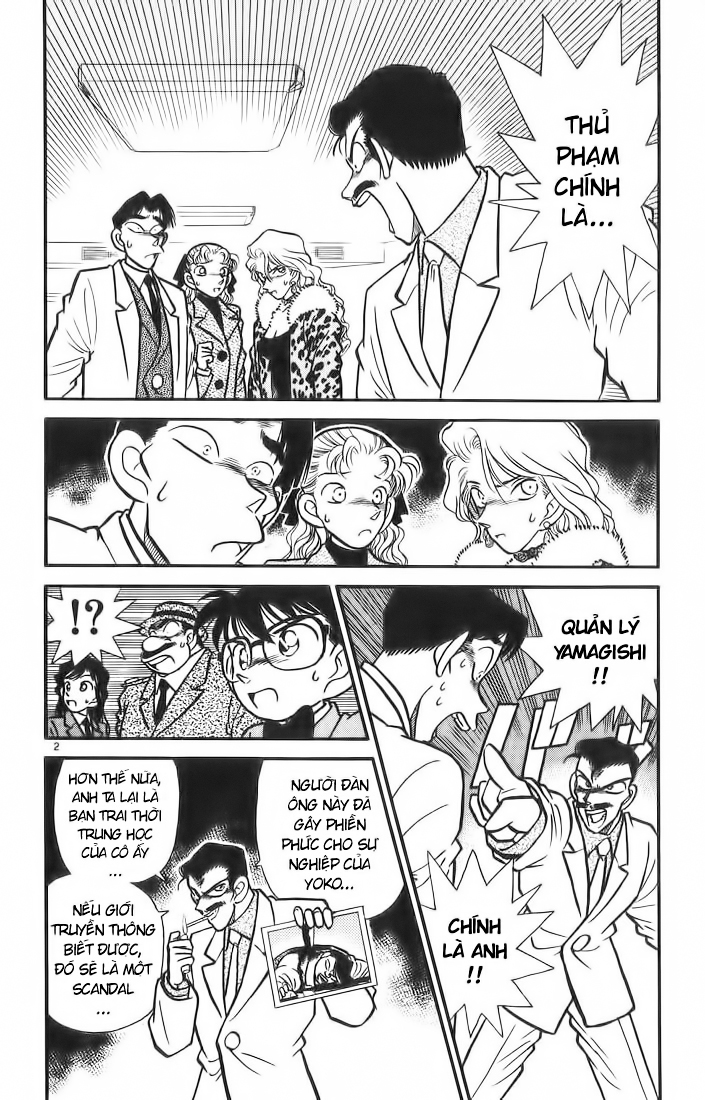 THỦ
PHẠM
CHÍNH
LÀ...
QUẢN LÝ
YAMAGISHI
!!
!?
CHÍNH
LÀ ANH
!!
2
NGƯỜI ĐÀN
ÔNG NÀY ĐÃ
GÂY PHIỀN
PHỨC CHO SỰ
NGHIỆP CỦA
YOKO...
HƠN THẾ NỮA,
ANH TA LẠI LÀ
BẠN TRAI THỜI
TRUNG HỌC
CỦA CÔ ẤY
...
NẾU GIỚI
TRUYỀN THÔNG
BIẾT ĐƯỢC,
ĐÓ SẼ LÀ MỘT
SCANDAL
...